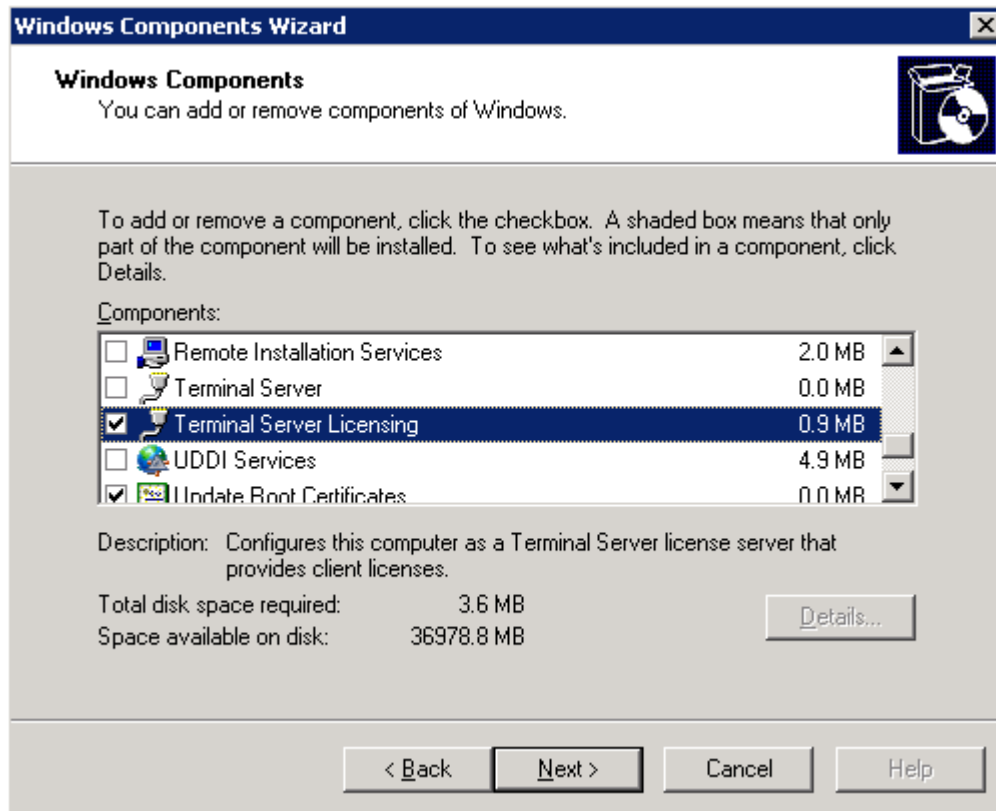 Windows Components Wizard
Windows Components
You can add or remove components of Windows.
To add or remove a component, click the checkbox. A shaded box means that only
part of the component will be installed. To see what's included in a component, click
Details.
Components:
Remote Installation Services 2.0 MB
Terminal Server 0.0 MB
Terminal Server Licensing 0.9 MB
UDDI Services 4.9 MB
Update Root Certificates 0.0 MB
Description: Configures this computer as a Terminal Server license server that
provides client licenses.
Total disk space required: 3.6 MB
Space available on disk: 36978.8 MB
Details...
< Back Next > Cancel Help